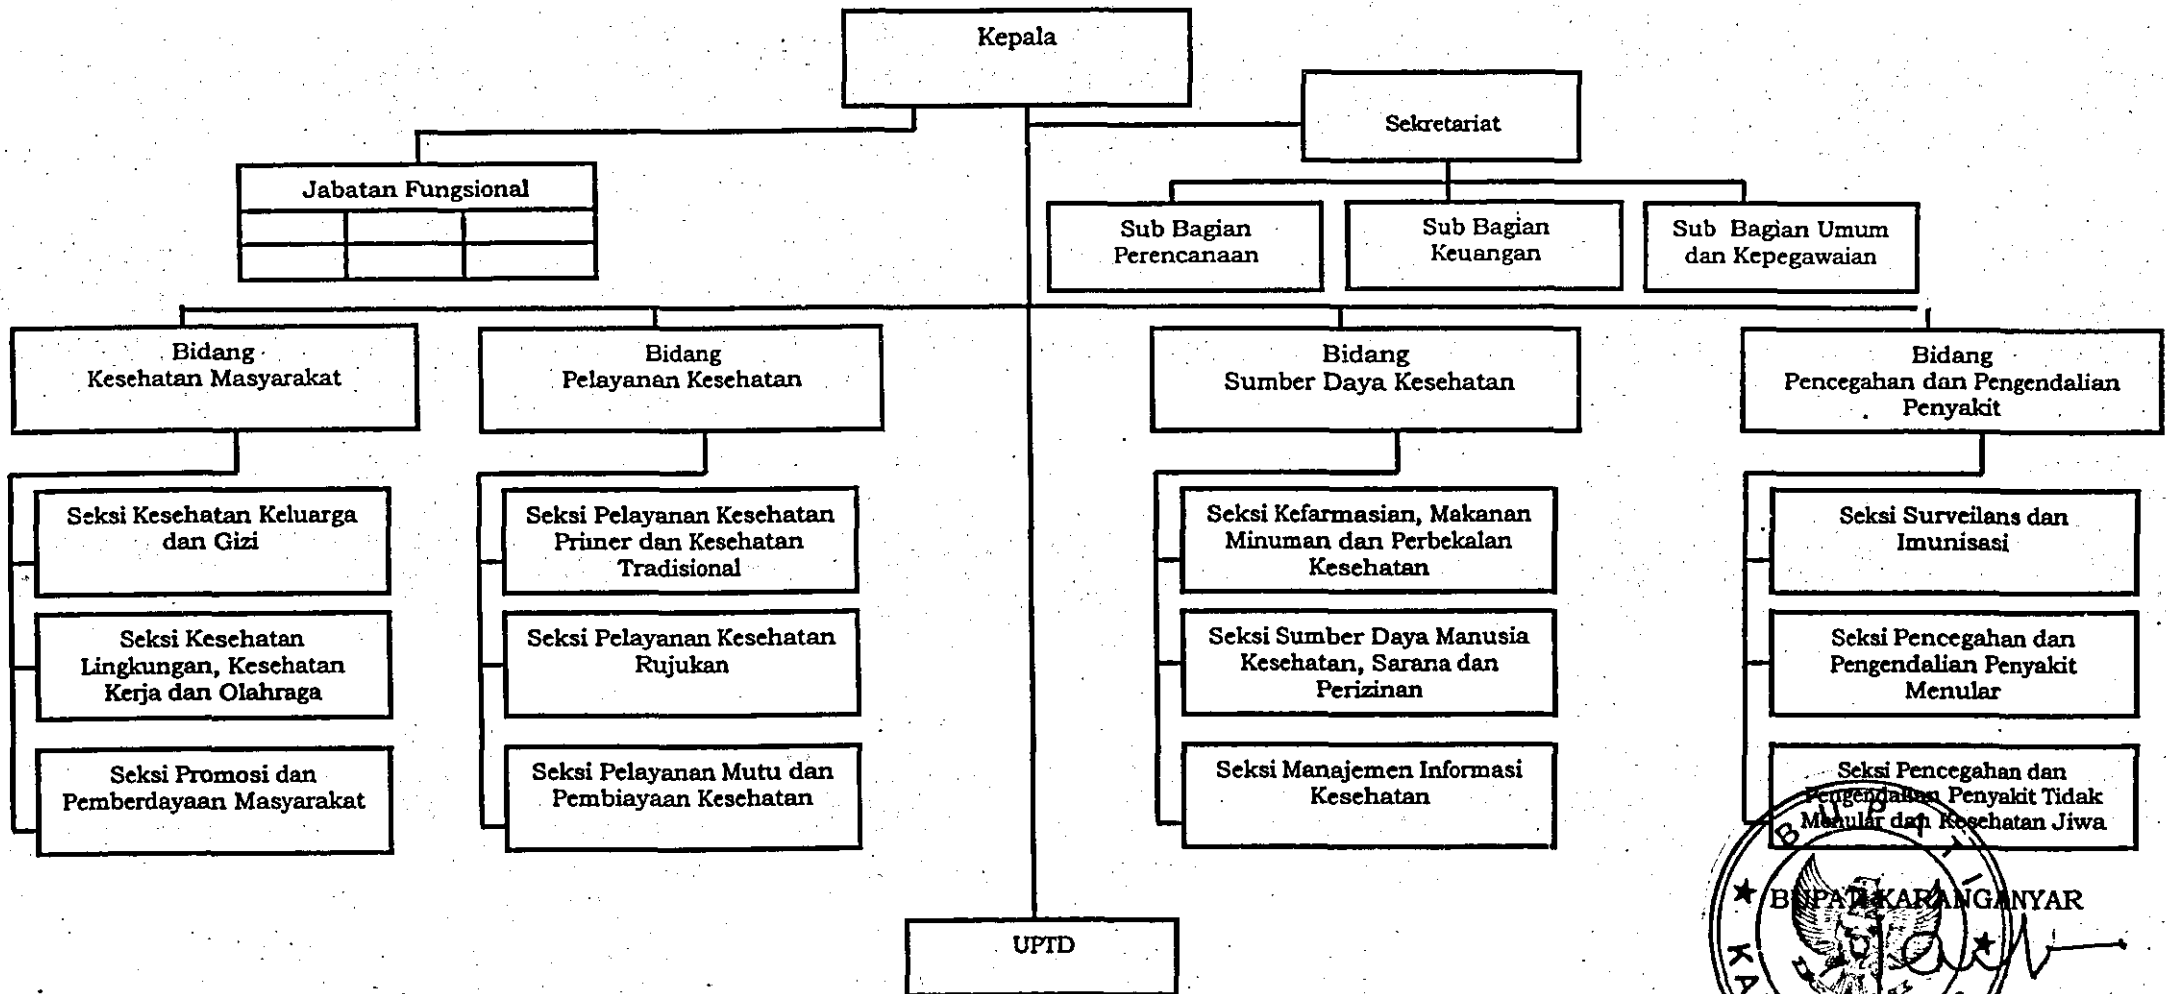 Kepala
Sekretariat
Jabatan Fungsional
Sub Bagian
Perencanaan
Sub Bagian
Keuangan
Sub Bagian Umum
dan Kepegawaian
Bidang
Kesehatan Masyarakat
Bidang
Pelayanan Kesehatan
Bidang
Sumber Daya Kesehatan
Bidang
Pencegahan dan Pengendalian
Penyakit
Seksi Kesehatan Keluarga
dan Gizi
Seksi Pelayanan Kesehatan
Primer dan Kesehatan
Tradisional
Seksi Kefarmasian, Makanan
Minuman dan Perbekalan
Kesehatan
Seksi Surveilans dan
Imunisasi
Seksi Kesehatan
Lingkungan, Kesehatan
Kerja dan Olahraga
Seksi Pelayanan Kesehatan
Rujukan
Seksi Sumber Daya Manusia
Kesehatan, Sarana dan
Perizinan
Seksi Pencegahan dan
Pengendalian Penyakit
Menular
Seksi Promosi dan
Pemberdayaan Masyarakat
Seksi Pelayanan Mutu dan
Pembiayaan Kesehatan
Seksi Manajemen Informasi
Kesehatan
Seksi Pencegahan dan
Pengendalian Penyakit Tidak
Menular dan Kesehatan Jiwa
BUPATI KARANGANYAR
BUPATI
UPTD